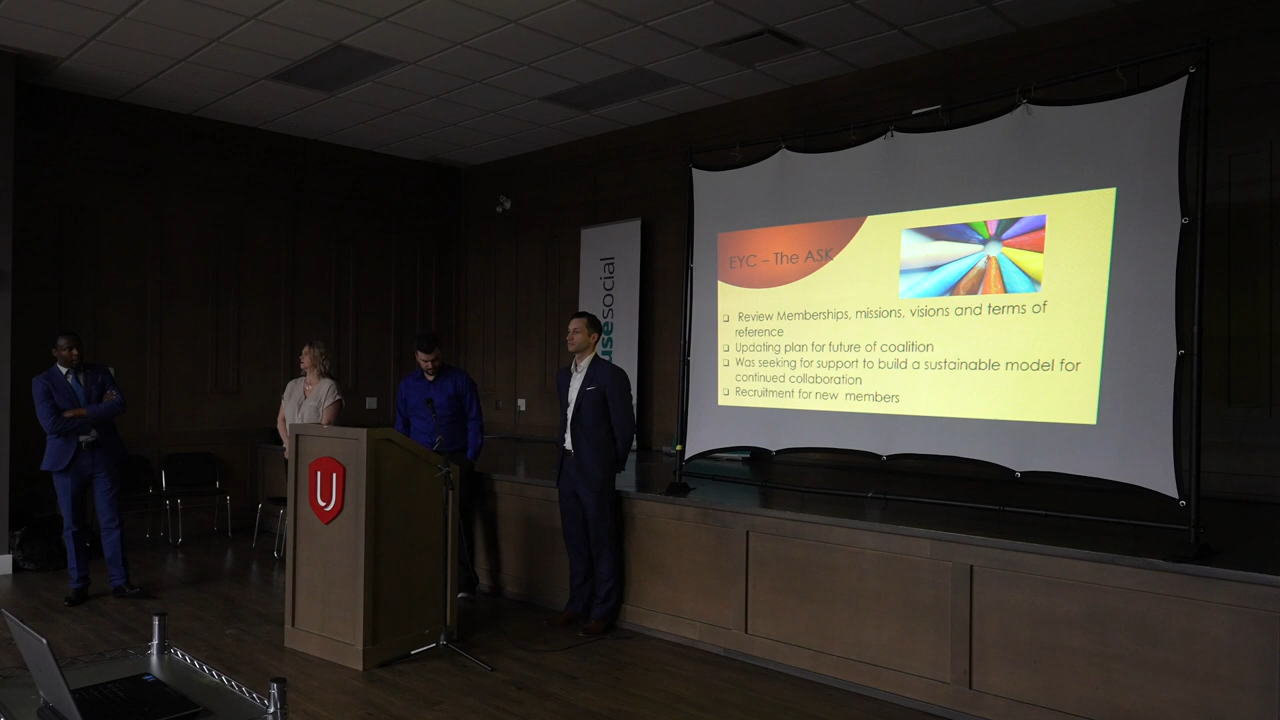 EYC – The ASK
❑ Review Memberships, missions, visions and terms of
reference
❑ Updating plan for future of coalition
❑ Was seeking for support to build a sustainable model for
continued collaboration
❑ Recruitment for new members
usesocial
U